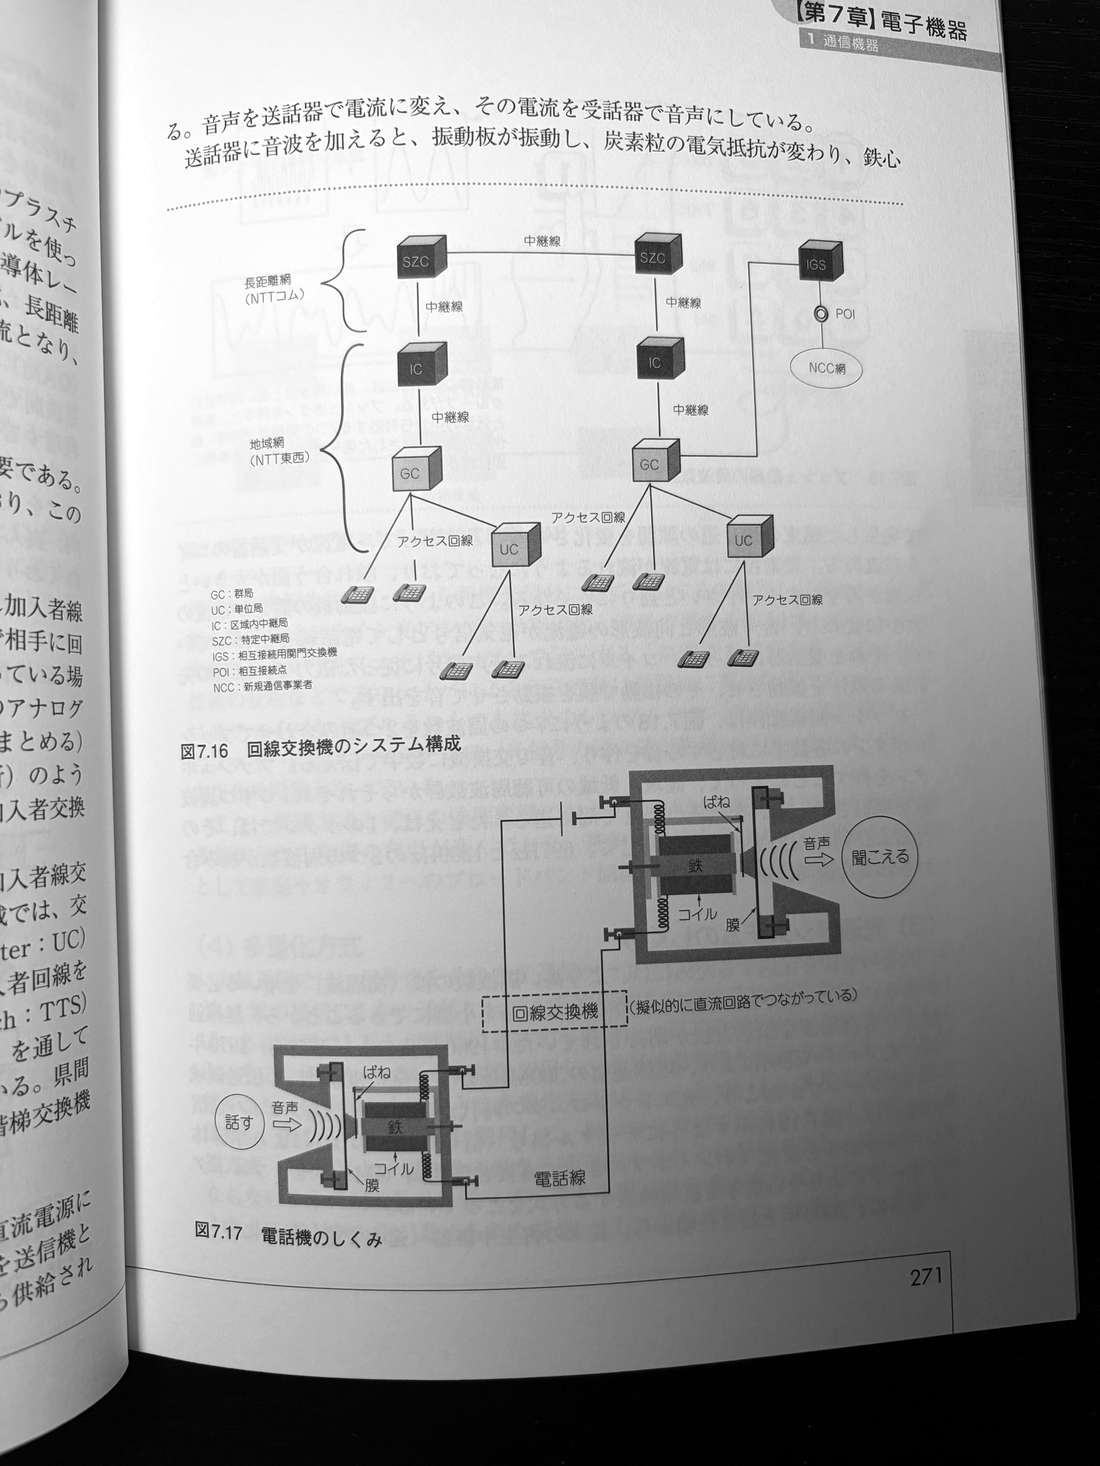 プラスチ
ルを使っ
導体レー
、長距離
流となり、
要である。
おり、この
加入者線
で相手に回
っている場
のアナログ
まとめる)
所）のよう
加入者交換
加入者線交
成では、交
ter：UC)
入者回線を
ch：TTS)
を通して
いる。県間
階梯交換機
直流電源に
を送信機と
ら供給され
【第7章】電子機器
1 通信機器
る。音声を送話器で電流に変え、その電流を受話器で音声にしている。
送話器に音波を加えると、振動板が振動し、炭素粒の電気抵抗が変わり、鉄心
SZC
中継線
SZC
IGS
長距離網
（NTTコム）
中継線
中継線
POI
IC
IC
NCC網
中継線
中継線
地域網
（NTT東西）
GC
GC
アクセス回線
アクセス回線
UC
UC
アクセス回線
アクセス回線
GC：群局
UC：単位局
IC：区域内中継局
SZC：特定中継局
IGS：相互接続用関門交換機
POI：相互接続点
NCC：新規通信事業者
図7.16 回線交換機のシステム構成
ばね
鉄
音声
聞こえる
コイル
膜
回線交換機
（擬似的に直流回路でつながっている）
ばね
音声
話す
鉄
コイル
膜
電話線
図7.17 電話機のしくみ
271